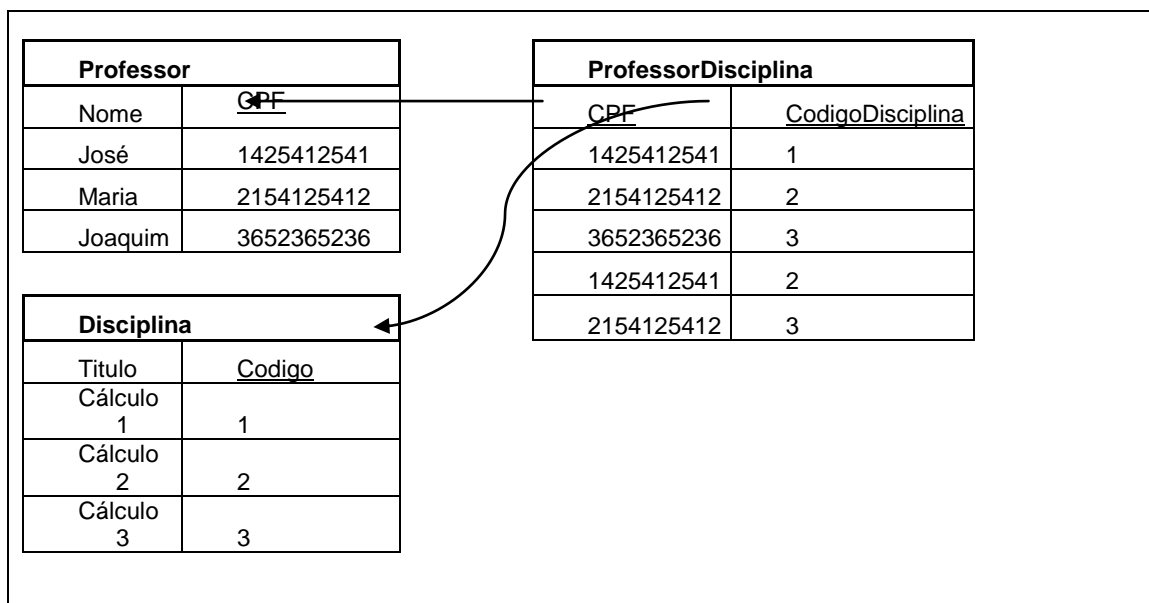 Professor
Nome CPF
José 1425412541
Maria 2154125412
Joaquim 3652365236
Disciplina
Titulo Codigo
Cálculo
1 1
Cálculo
2 2
Cálculo
3 3
ProfessorDisciplina
CPF CodigoDisciplina
1425412541 1
2154125412 2
3652365236 3
1425412541 2
2154125412 3